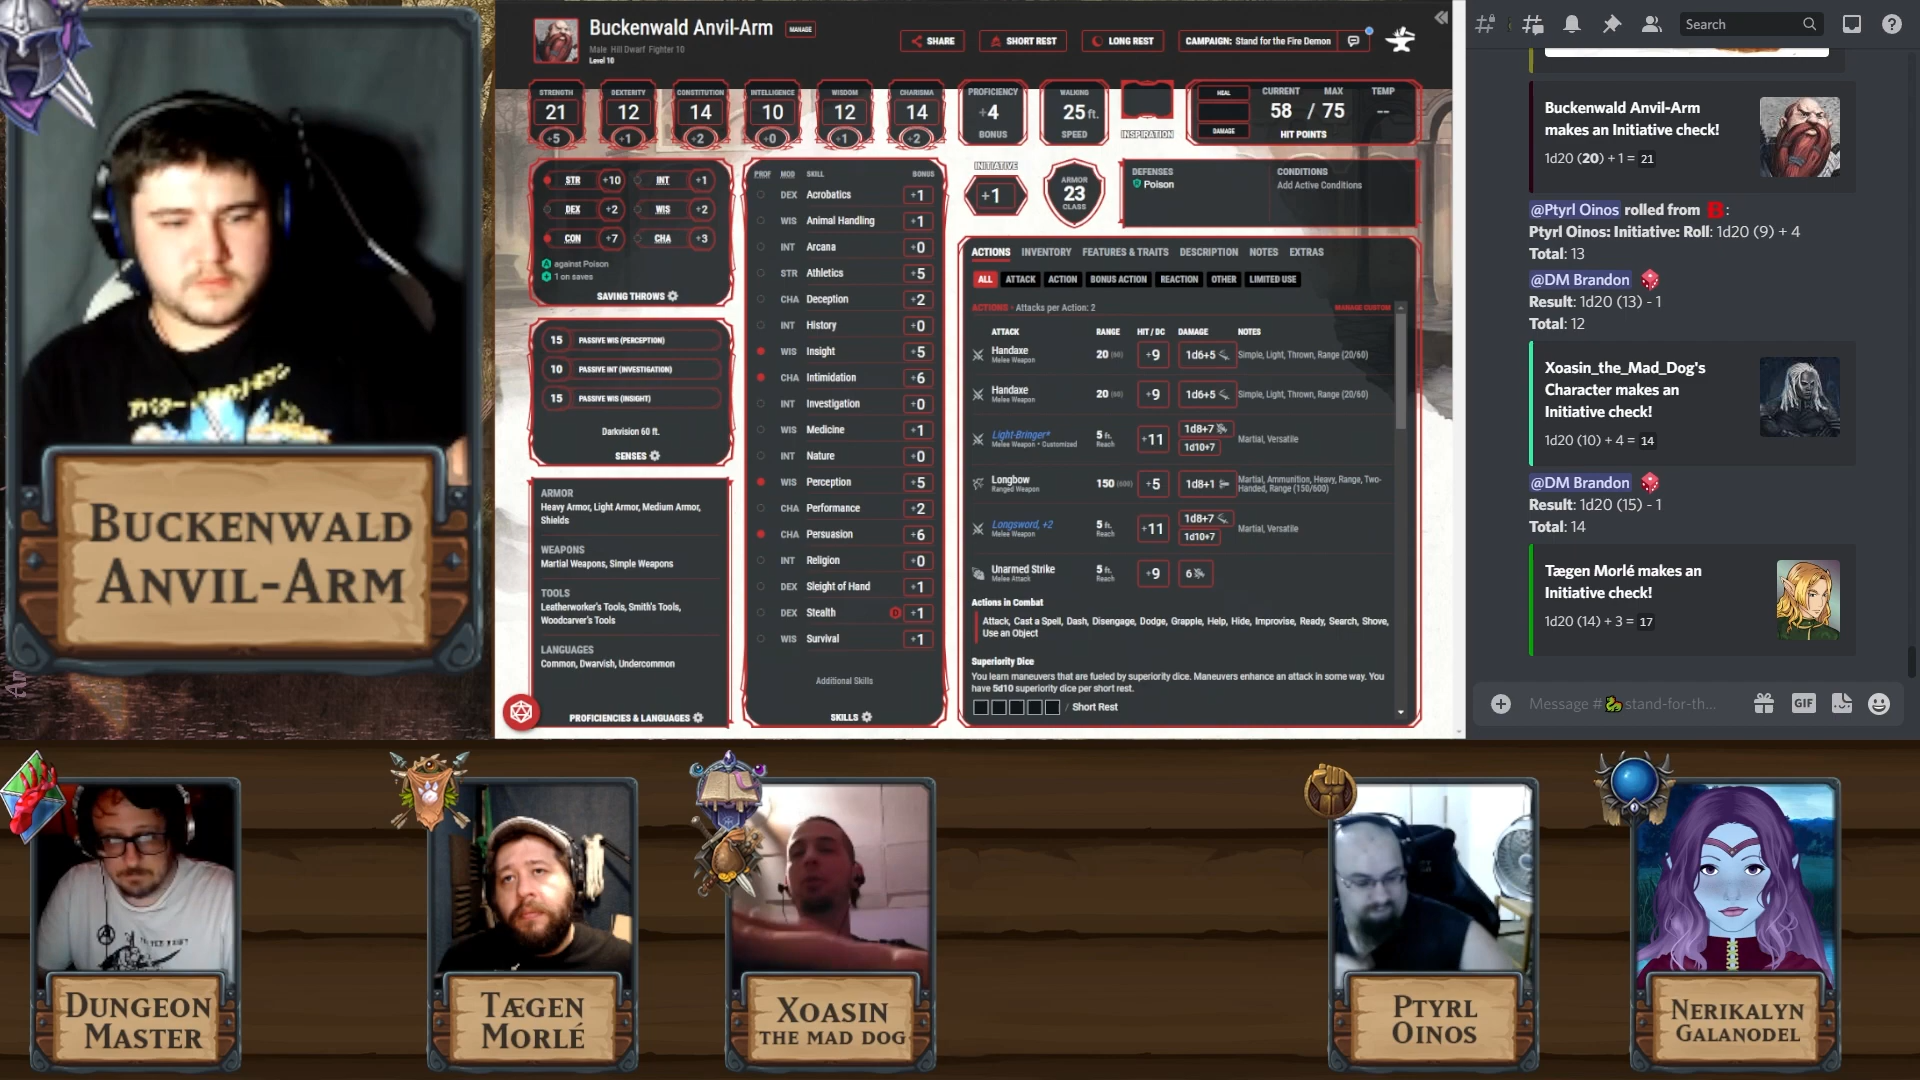 BUCKENWALD
ANVIL-ARM
Buckenwald Anvil-Arm
MANAGE
Male Hill Dwarf Fighter 10
Level 10
SHARE
SHORT REST
LONG REST
CAMPAIGN: Stand for the Fire Demon
STRENGTH
21
+5
DEXTERITY
12
+1
CONSTITUTION
14
+2
INTELLIGENCE
10
+0
WISDOM
12
+1
CHARISMA
14
+2
PROFICIENCY
+4
BONUS
WALKING
25 ft.
SPEED
INSPIRATION
HEAL
DAMAGE
CURRENT MAX TEMP
58 / 75 --
HIT POINTS
STR +10 INT +1
DEX +2 WIS +2
CON +7 CHA +3
against Poison
1 on saves
SAVING THROWS
15 PASSIVE WIS (PERCEPTION)
10 PASSIVE INT (INVESTIGATION)
15 PASSIVE WIS (INSIGHT)
Darkvision 60 ft.
SENSES
ARMOR
Heavy Armor, Light Armor, Medium Armor,
Shields
WEAPONS
Martial Weapons, Simple Weapons
TOOLS
Leatherworker's Tools, Smith's Tools,
Woodcarver's Tools
LANGUAGES
Common, Dwarvish, Undercommon
PROFICIENCIES & LANGUAGES
PROF MOD SKILL BONUS
DEX Acrobatics +1
WIS Animal Handling +1
INT Arcana +0
STR Athletics +5
CHA Deception +2
INT History +0
WIS Insight +5
CHA Intimidation +6
INT Investigation +0
WIS Medicine +1
INT Nature +0
WIS Perception +5
CHA Performance +2
CHA Persuasion +6
INT Religion +0
DEX Sleight of Hand +1
DEX Stealth D +1
WIS Survival +1
Additional Skills
SKILLS
INITIATIVE
+1
ARMOR
23
CLASS
DEFENSES
Poison
CONDITIONS
Add Active Conditions
ACTIONS INVENTORY FEATURES & TRAITS DESCRIPTION NOTES EXTRAS
ALL ATTACK ACTION BONUS ACTION REACTION OTHER LIMITED USE
ACTIONS · Attacks per Action: 2
MANAGE CUSTOM
ATTACK RANGE HIT / DC DAMAGE NOTES
Handaxe 20 (60) +9 1d6+5 Simple, Light, Thrown, Range (20/60)
Melee Weapon
Handaxe 20 (60) +9 1d6+5 Simple, Light, Thrown, Range (20/60)
Melee Weapon
Light-Bringer* 5 ft. +11 1d8+7 Martial, Versatile
Melee Weapon • Customized Reach 1d10+7
Longbow 150 (600) +5 1d8+1 Martial, Ammunition, Heavy, Range, Two-
Ranged Weapon Handed, Range (150/600)
Longsword, +2 5 ft. +11 1d8+7 Martial, Versatile
Melee Weapon Reach 1d10+7
Unarmed Strike 5 ft. +9 6
Melee Attack Reach
Actions in Combat
Attack, Cast a Spell, Dash, Disengage, Dodge, Grapple, Help, Hide, Improvise, Ready, Search, Shove,
Use an Object
Superiority Dice
You learn maneuvers that are fueled by superiority dice. Maneuvers enhance an attack in some way. You
have 5d10 superiority dice per short rest.
/ Short Rest
Search
Buckenwald Anvil-Arm
makes an Initiative check!
1d20 (20) + 1 = 21
@Ptyrl Oinos rolled from B:
Ptyrl Oinos: Initiative: Roll: 1d20 (9) + 4
Total: 13
@DM Brandon
Result: 1d20 (13) - 1
Total: 12
Xoasin_the_Mad_Dog's
Character makes an
Initiative check!
1d20 (10) + 4 = 14
@DM Brandon
Result: 1d20 (15) - 1
Total: 14
Tægen Morlé makes an
Initiative check!
1d20 (14) + 3 = 17
Message #🐉stand-for-th...
GIF
DUNGEON
MASTER
TÆGEN
MORLÉ
XOASIN
THE MAD DOG
PTYRL
OINOS
NERIKALYN
GALANODEL